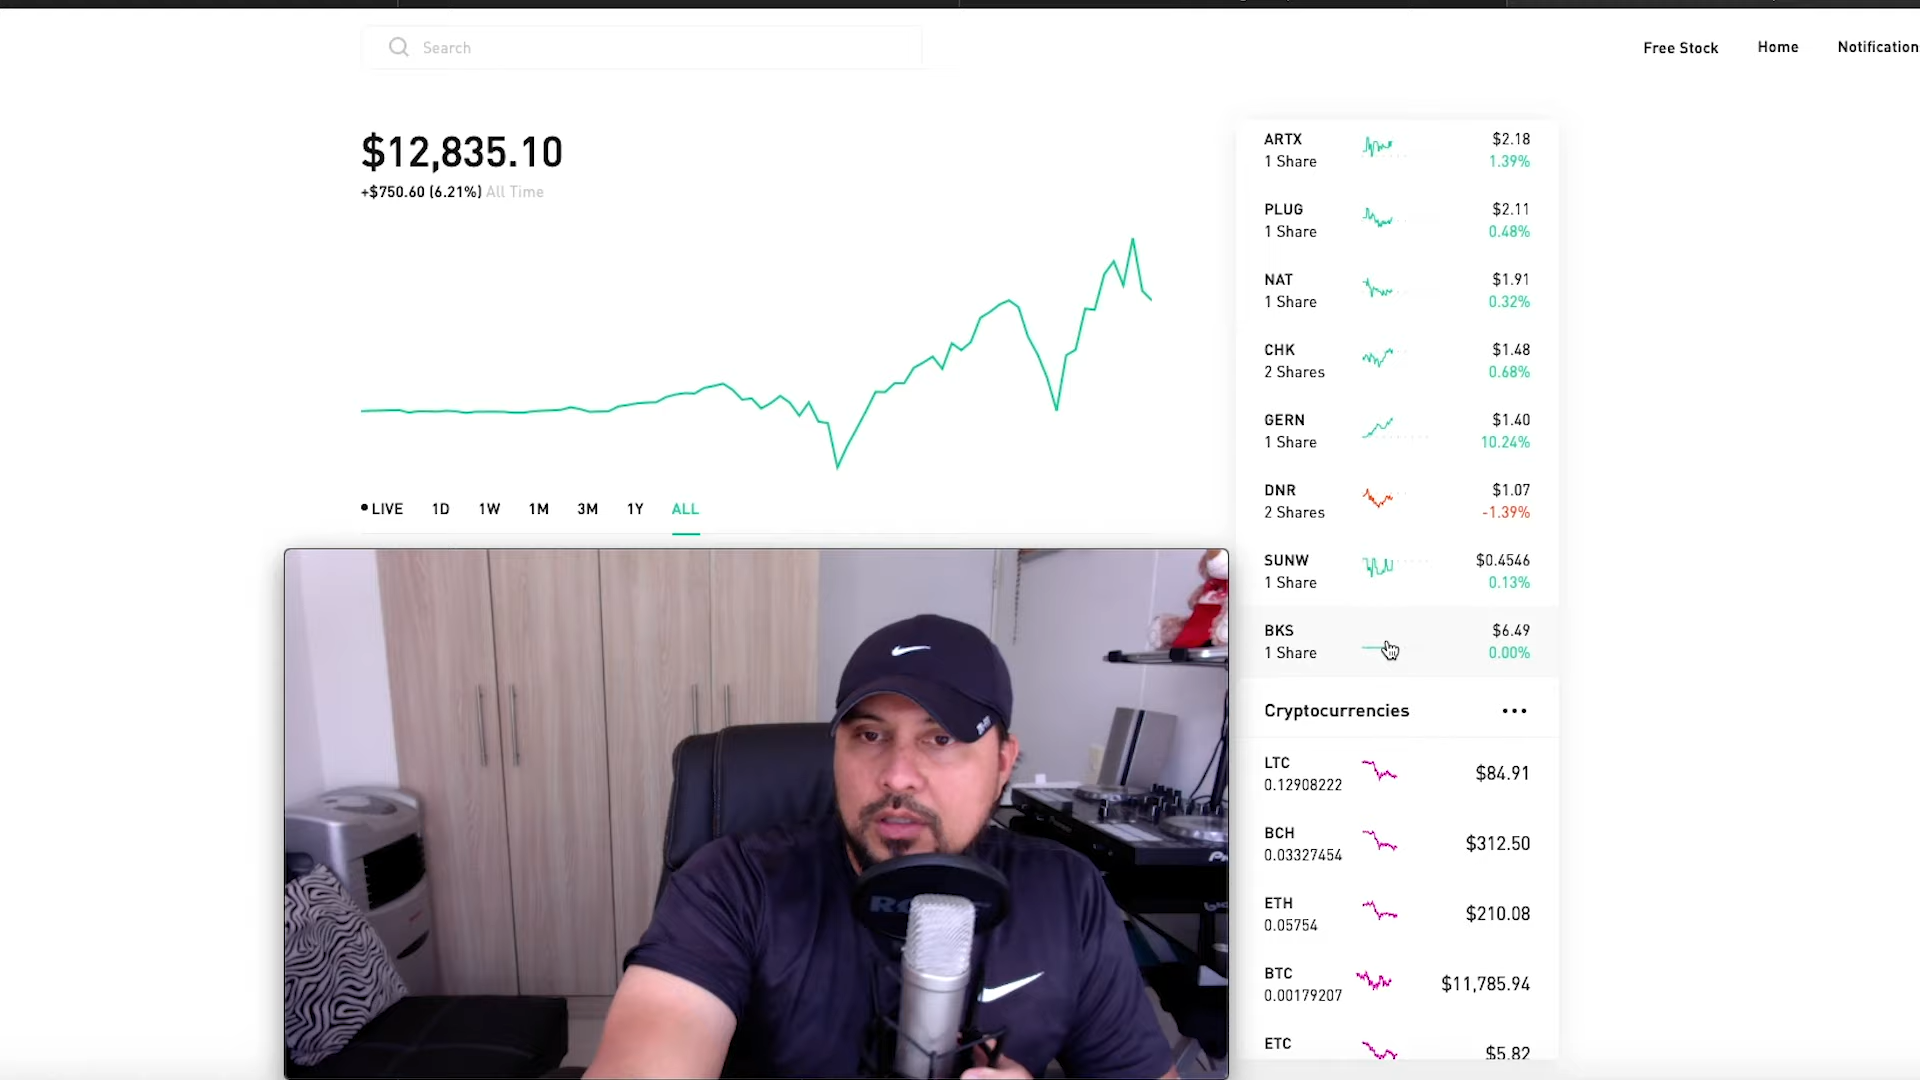 Search
Free Stock
Home
Notification
$12,835.10
+$750.60 (6.21%) All Time
LIVE
1D
1W
1M
3M
1Y
ALL
ARTX
$2.18
1 Share
1.39%
PLUG
$2.11
1 Share
0.48%
NAT
$1.91
1 Share
0.32%
CHK
$1.48
2 Shares
0.68%
GERN
$1.40
1 Share
10.24%
DNR
$1.07
2 Shares
-1.39%
SUNW
$0.4546
1 Share
0.13%
BKS
$6.49
1 Share
0.00%
Cryptocurrencies
LTC
$84.91
0.12908222
BCH
$312.50
0.03327454
ETH
$210.08
0.05754
BTC
$11,785.94
0.00179207
ETC
$5.82